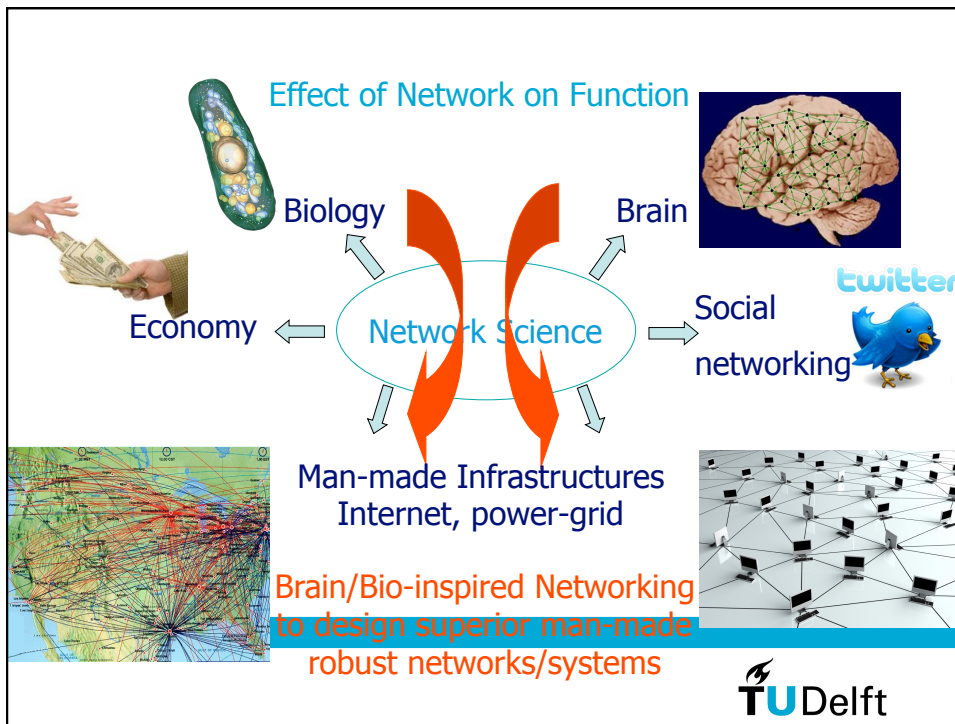 Effect of Network on Function
Biology
Brain
twitter
Economy
Network Science
Social
networking
Man-made Infrastructures
Internet, power-grid
Brain/Bio-inspired Networking
to design superior man-made
robust networks/systems
TUDelft